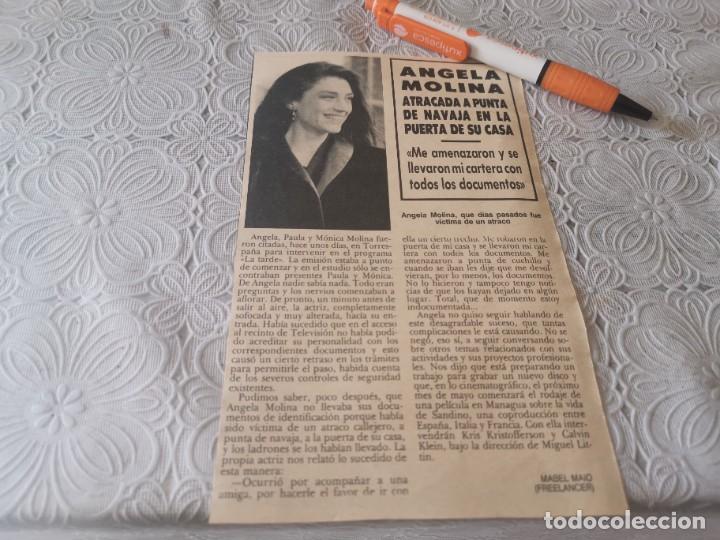 ANGELA
MOLINA
ATRACADA A PUNTA
DE NAVAJA EN LA
PUERTA DE SU CASA
«Me amenazaron y se
llevaron mi cartera con
todos los documentos»
Angela Molina, que días pasados fue
víctima de un atraco
Angela, Paula y Mónica Molina fue-
ron citadas, hace unos días, en Torres-
paña para intervenir en el programa
«La tarde». La emisión estaba a punto
de comenzar y en el estudio sólo se en-
contraban presentes Paula y Mónica.
De Angela nadie sabía nada. Todo eran
preguntas y los nervios comenzaban a
aflorar. De pronto, un minuto antes de
salir al aire, la actriz, completamente
sofocada y muy alterada, hacía su en-
trada. Había sucedido que en el acceso
al recinto de Televisión no había podi-
do acreditar su personalidad con los
correspondientes documentos y esto
causó un cierto retraso en los trámites
para permitirle el paso, habida cuenta
de los severos controles de seguridad
existentes.
Pudimos saber, poco después, que
Angela Molina no llevaba sus docu-
mentos de identificación porque había
sido víctima de un atraco callejero, a
punta de navaja, a la puerta de su casa,
y los ladrones se los habían llevado. La
propia actriz nos relató lo sucedido de
esta manera:
—Ocurrió por acompañar a una
amiga, por hacerle el favor de ir con
ella un cierto trecho. Me robaron en la
puerta de mi casa y se llevaron mi car-
tera con todos los documentos. Me
amenazaron a punta de cuchillo y
cuando se iban les dije que me devol-
vieran, por lo menos, los documentos.
No lo hicieron y tampoco tengo noti-
cias de que los hayan dejado en algún
lugar. Total, que de momento estoy
indocumentada...
Angela no quiso seguir hablando de
este desagradable suceso, que tantas
complicaciones le está causando. No se
negó, eso sí, a seguir conversando so-
bre otros temas relacionados con sus
actividades y sus proyectos profesiona-
les. Nos dijo que está preparando un
trabajo para grabar un nuevo disco y
que, en lo cinematográfico, el próximo
mes de mayo comenzará el rodaje de
una película en Managua sobre la vida
de Sandino, una coproducción entre
España, Italia y Francia. Con ella inter-
vendrán Kris Kristofferson y Calvin
Klein, bajo la dirección de Miguel Lit-
tin.
MABEL MAIO
(FREELANCER)
xufipesca
todocoleccion.net